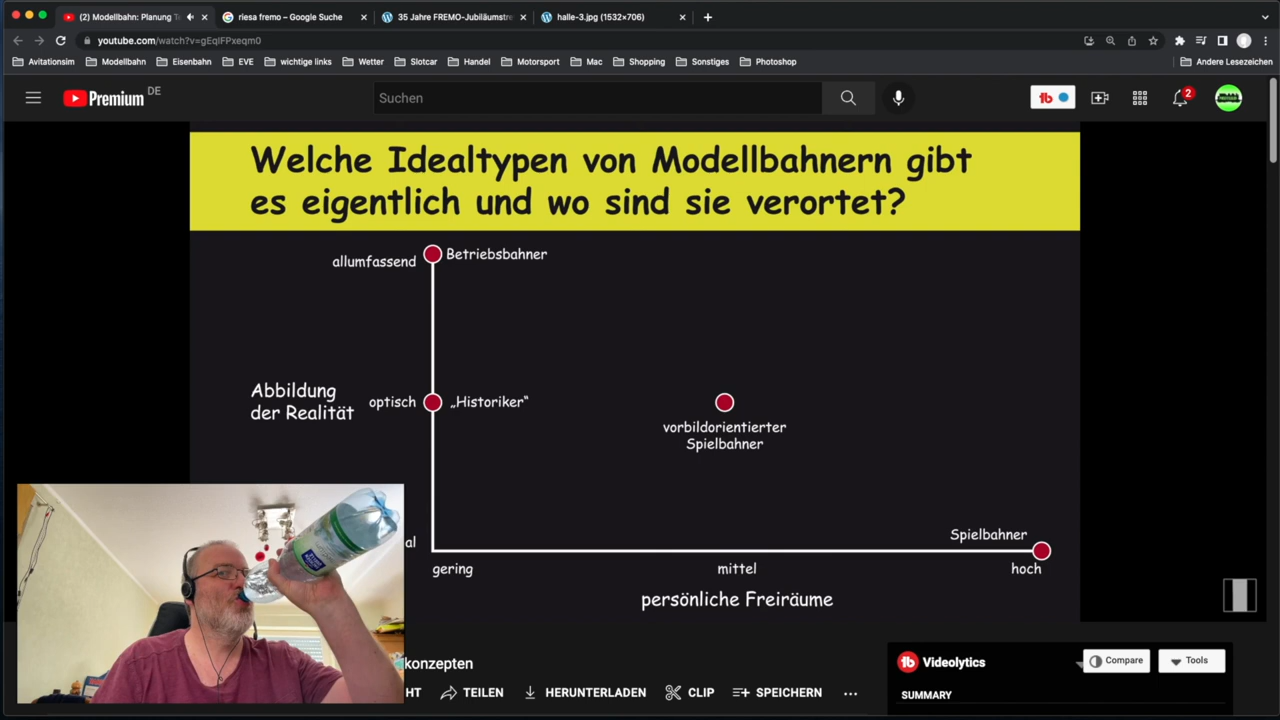 (2) Modellbahn: Planung T
riesa fremo – Google Suche
35 Jahre FREMO-Jubiläumstre
halle-3.jpg (1532×706)
youtube.com/watch?v=gEqIFPxeqm0
Avitationsim
Modellbahn
Eisenbahn
EVE
wichtige links
Wetter
Slotcar
Handel
Motorsport
Mac
Shopping
Sonstiges
Photoshop
Andere Lesezeichen
Premium DE
Suchen
2
Welche Idealtypen von Modellbahnern gibt
es eigentlich und wo sind sie verortet?
allumfassend
Betriebsbahner
Abbildung
der Realität
optisch
„Historiker“
vorbildorientierter
Spielbahner
al
Spielbahner
gering
mittel
hoch
persönliche Freiräume
konzepten
HT
TEILEN
HERUNTERLADEN
CLIP
SPEICHERN
Videolytics
Compare
Tools
SUMMARY